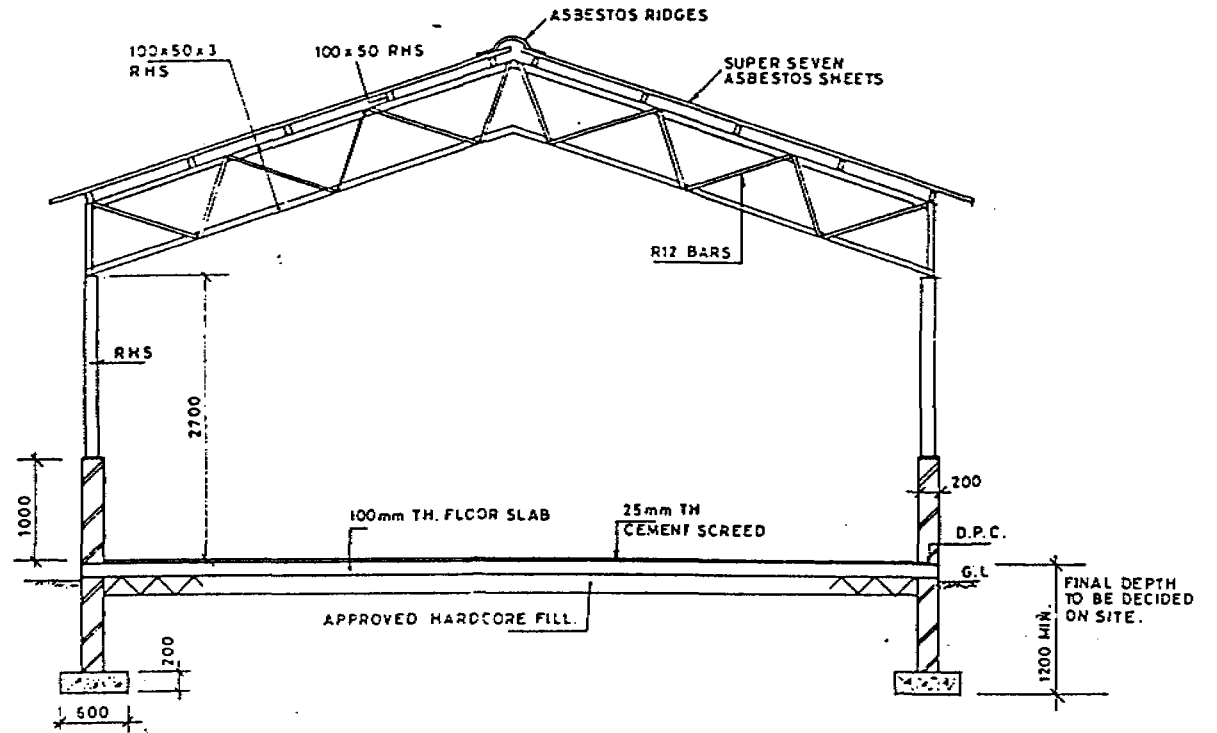 ASBESTOS RIDGES
100x50x3
RHS
100x50 RHS
SUPER SEVEN
ASBESTOS SHEETS
R12 BARS
RHS
2700
1000
200
100mm TH. FLOOR SLAB
25mm TH
CEMENT SCREED
D.P.C.
G.L
APPROVED HARDCORE FILL.
FINAL DEPTH
TO BE DECIDED
ON SITE.
1200 MIN.
200
600